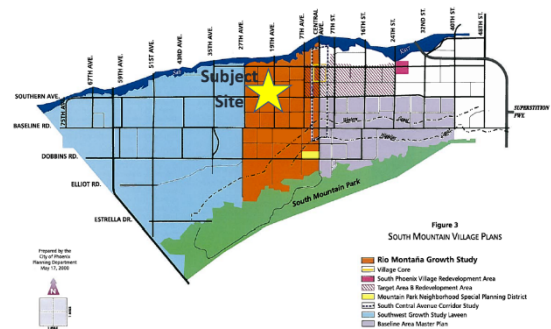 67TH AVE.
59TH AVE.
51ST AVE.
43RD AVE.
35TH AVE.
27TH AVE.
19TH AVE.
7TH AVE.
CENTRAL AVE.
7TH ST.
16TH ST.
24TH ST.
32ND ST.
40TH ST.
48TH ST.
Subject
Site
SOUTHERN AVE.
75TH AVE.
BASELINE RD.
SUPERSTITION
FWY.
DOBBINS RD.
ELLIOT RD.
South Mountain Park
ESTRELLA DR.
Figure 3
SOUTH MOUNTAIN VILLAGE PLANS
Prepared by the
City of Phoenix
Planning Department
May 17, 2000
N
Rio Montaña Growth Study
Village Core
South Phoenix Village Redevelopment Area
Target Area B Redevelopment Area
Mountain Park Neighborhood Special Planning District
South Central Avenue Corridor Study
Southwest Growth Study Laveen
Baseline Area Master Plan